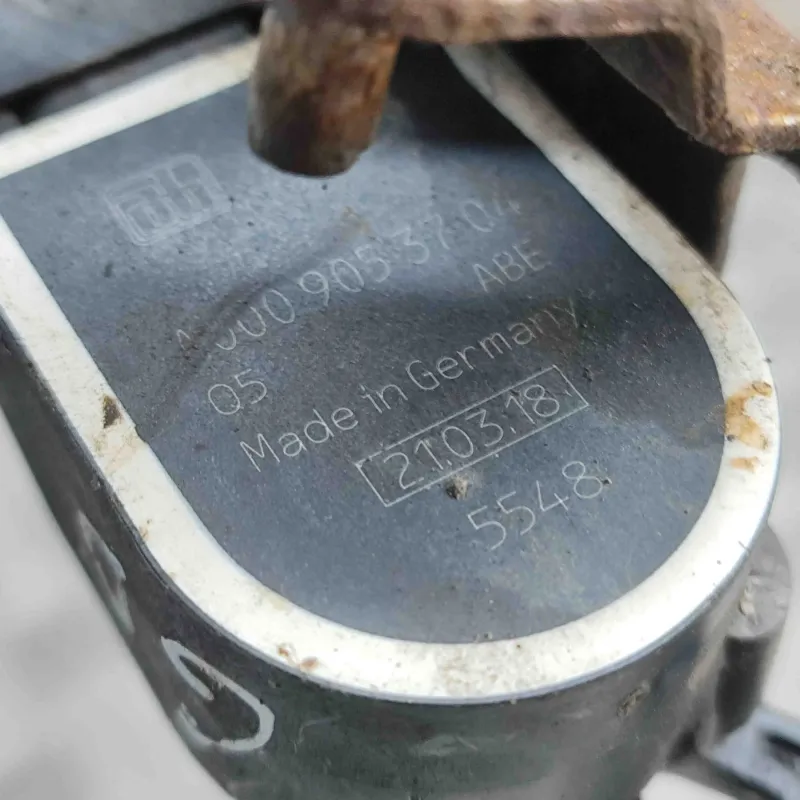 A 000 905 37 04
05 ABE
Made in Germany
21.03.18
5548